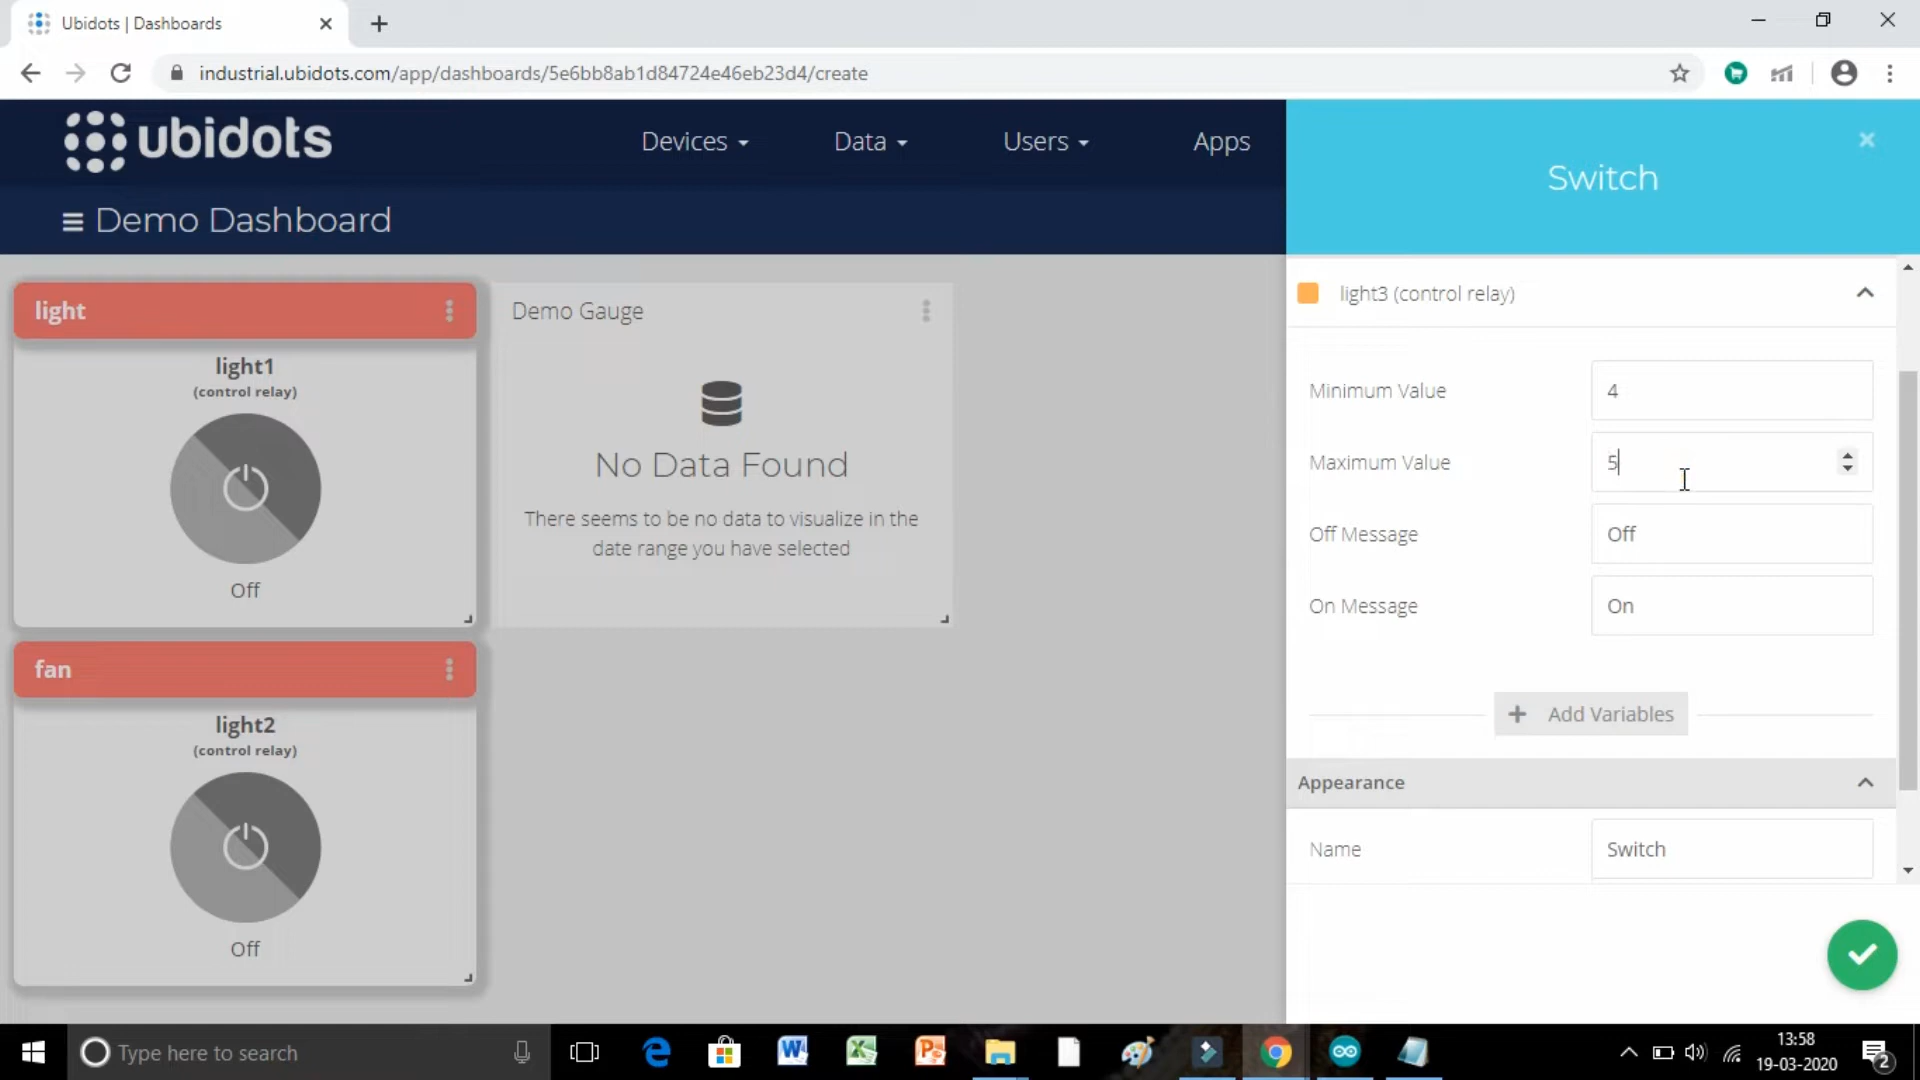 Ubidots | Dashboards
industrial.ubidots.com/app/dashboards/5e6bb8ab1d84724e46eb23d4/create
ubidots
Devices
Data
Users
Apps
Demo Dashboard
light
light1
(control relay)
Off
Demo Gauge
No Data Found
There seems to be no data to visualize in the
date range you have selected
fan
light2
(control relay)
Off
Switch
light3 (control relay)
Minimum Value 4
Maximum Value 5
Off Message Off
On Message On
+ Add Variables
Appearance
Name Switch
Type here to search
13:58
19-03-2020
2